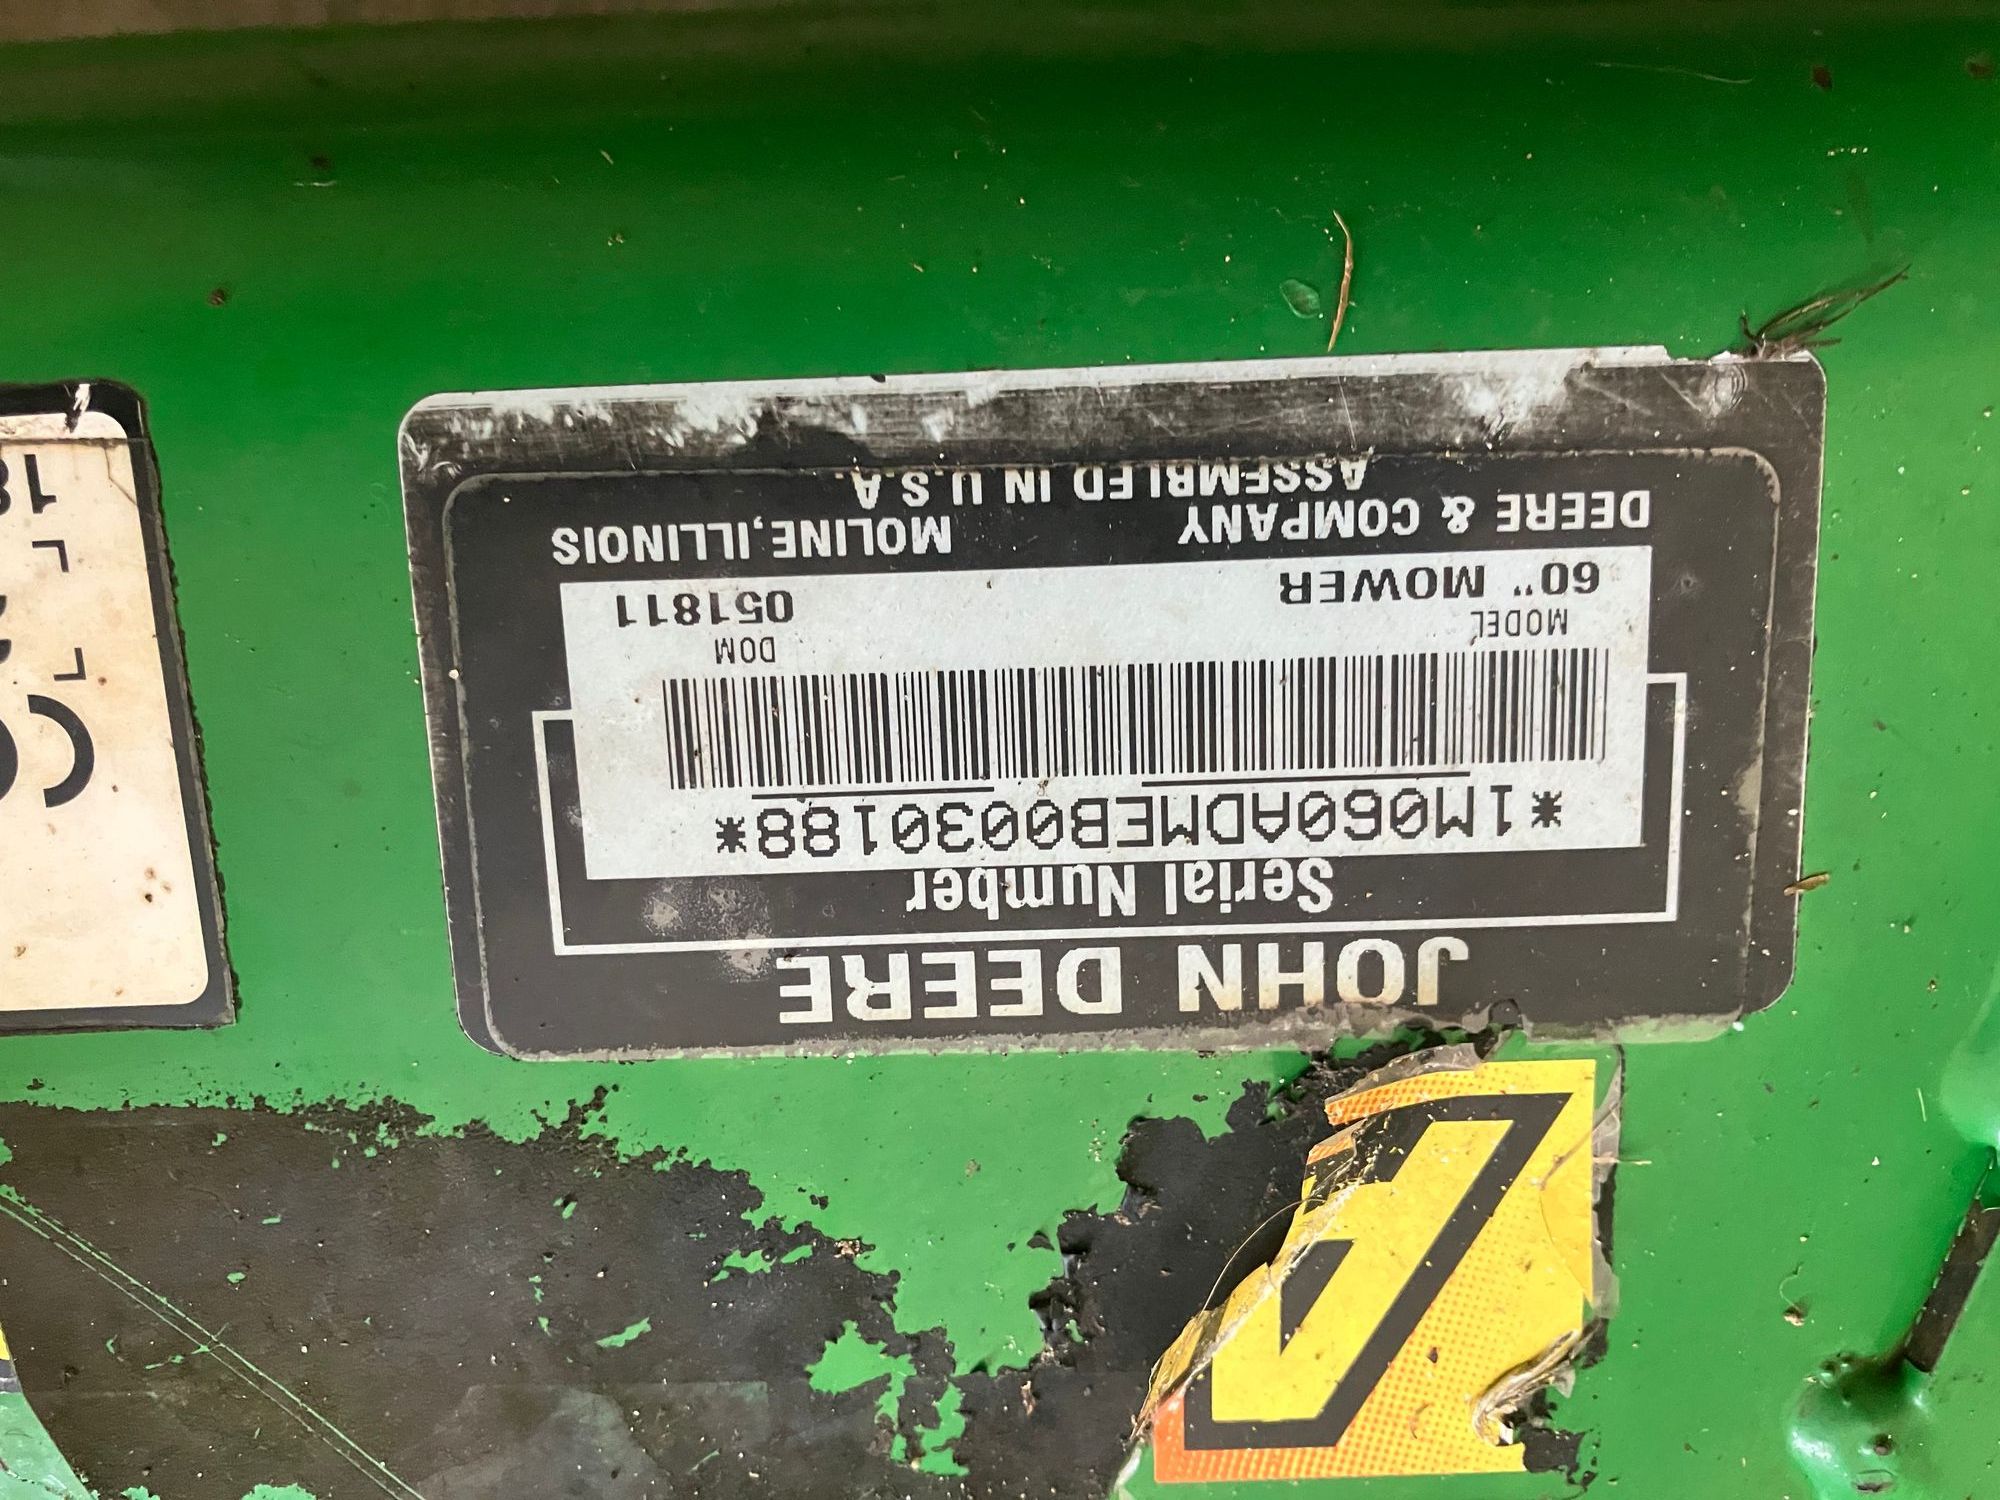 JOHN DEERE
Serial Number
*1M060ADMEB0030188*
DOM
MODEL
051811
60" MOWER
DEERE & COMPANY MOLINE, ILLINOIS
ASSEMBLED IN U.S.A.